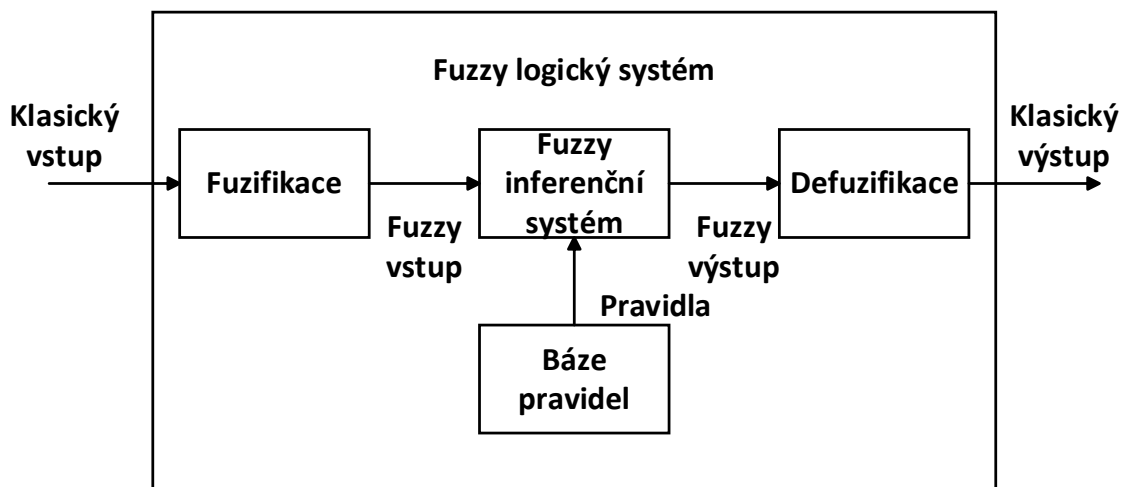 Fuzzy logický systém
Klasický
vstup
Fuzifikace
Fuzzy
vstup
Fuzzy
inferenční
systém
Fuzzy
výstup
Defuzifikace
Klasický
výstup
Pravidla
Báze
pravidel